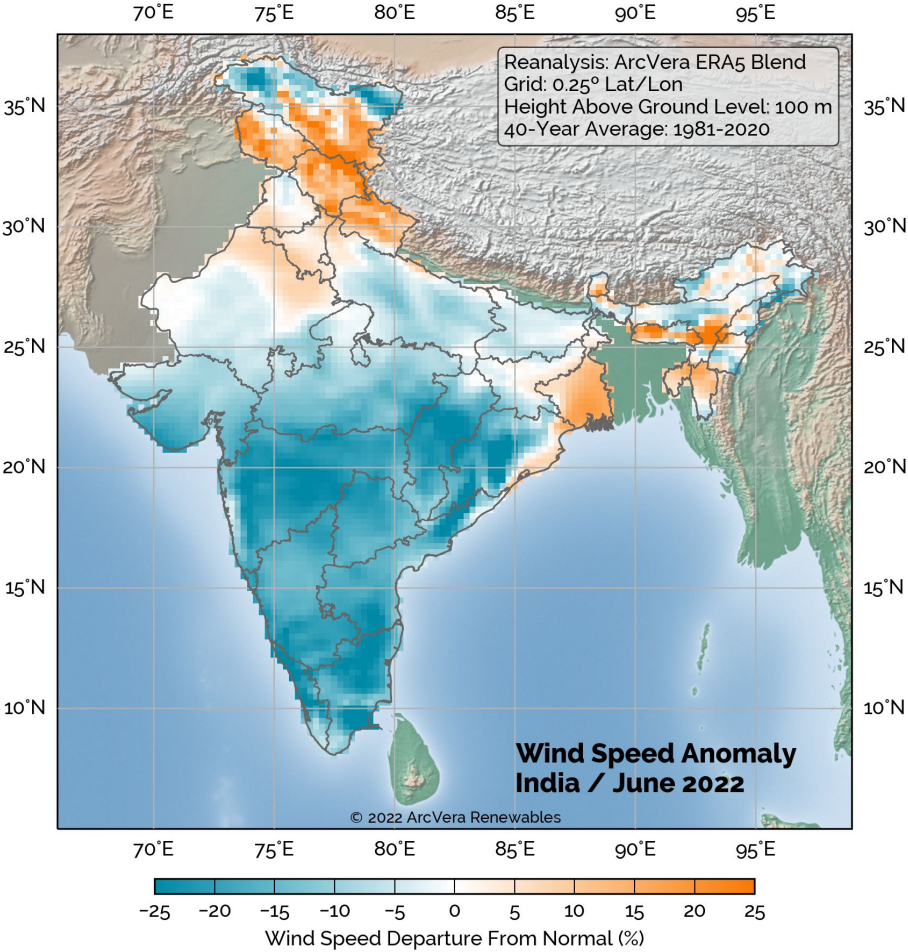 70°E 75°E 80°E 85°E 90°E 95°E
Reanalysis: ArcVera ERA5 Blend
Grid: 0.25º Lat/Lon
Height Above Ground Level: 100 m
40-Year Average: 1981-2020
35°N 35°N
30°N 30°N
25°N 25°N
20°N 20°N
15°N 15°N
10°N 10°N
Wind Speed Anomaly
India / June 2022
© 2022 ArcVera Renewables
70°E 75°E 80°E 85°E 90°E 95°E
−25 −20 −15 −10 −5 0 5 10 15 20 25
Wind Speed Departure From Normal (%)